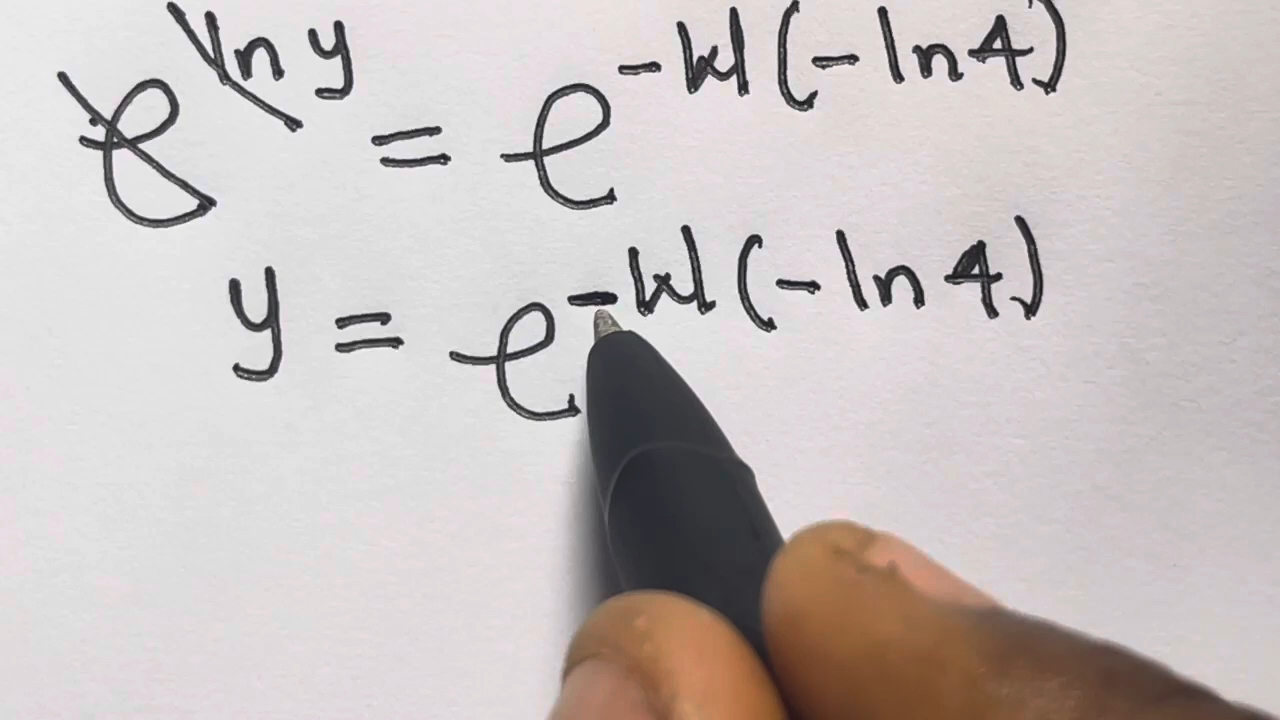 e^{ln y} = e^{-W(-ln4)}
y = e^{-W(-ln4)}